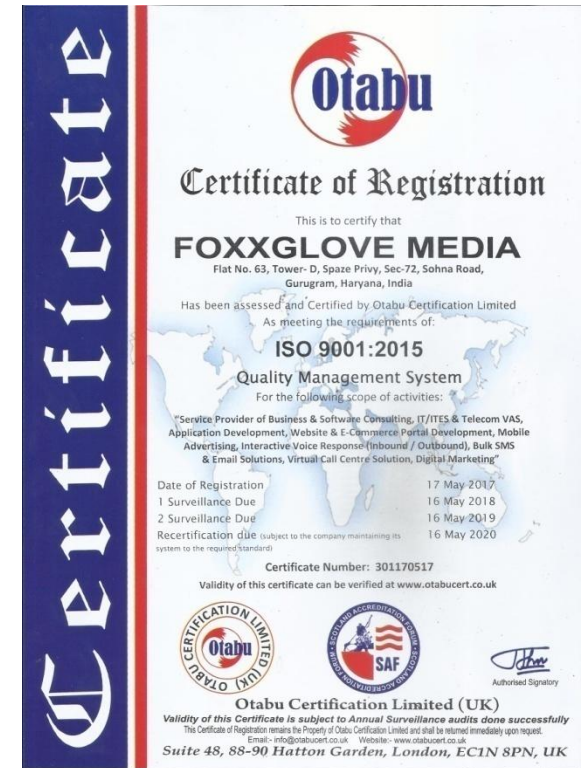 Certificate
Otabu
Certificate of Registration
This is to certify that
FOXXGLOVE MEDIA
Flat No. 63, Tower- D, Spaze Privy, Sec-72, Sohna Road,
Gurugram, Haryana, India
Has been assessed and Certified by Otabu Certification Limited
As meeting the requirements of:
ISO 9001:2015
Quality Management System
For the following scope of activities:
"Service Provider of Business & Software Consulting, IT/ITES & Telecom VAS,
Application Development, Website & E-Commerce Portal Development, Mobile
Advertising, Interactive Voice Response (Inbound / Outbound), Bulk SMS
& Email Solutions, Virtual Call Centre Solution, Digital Marketing"
Date of Registration 17 May 2017
1 Surveillance Due 16 May 2018
2 Surveillance Due 16 May 2019
Recertification due (subject to the company maintaining its 16 May 2020
system to the required standard)
Certificate Number: 301170517
Validity of this certificate can be verified at www.otabucert.co.uk
OTABU CERTIFICATION LIMITED (UK)
Otabu
SCOTLAND ACCREDITATION FORUM - SCOTLAND ACCREDITATION FORUM
SAF
Authorised Signatory
Otabu Certification Limited (UK)
Validity of this Certificate is subject to Annual Surveillance audits done successfully
This Certificate of Registration remains the Property of Otabu Certification Limited and shall be returned immediately upon request.
Email:- info@otabucert.co.uk Website:- www.otabucert.co.uk
Suite 48, 88-90 Hatton Garden, London, EC1N 8PN, UK